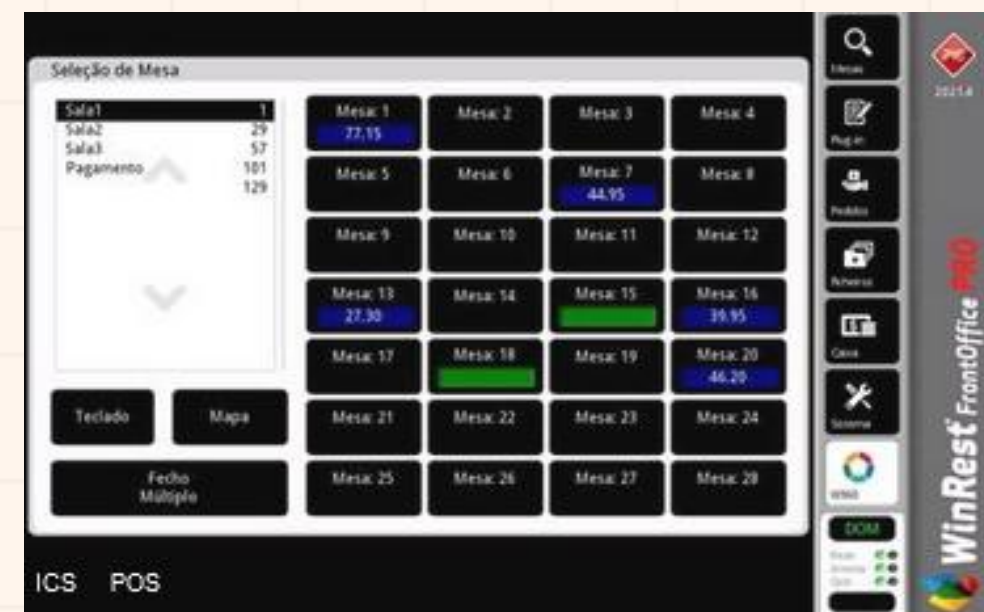 Seleção de Mesa
Sala1 1
Sala2 29
Sala3 57
Pagamento 101
129
Mesa: 1
77.15
Mesa: 2
Mesa: 3
Mesa: 4
Mesa: 5
Mesa: 6
Mesa: 7
44.95
Mesa: 8
Mesa: 9
Mesa: 10
Mesa: 11
Mesa: 12
Mesa: 13
27.30
Mesa: 14
Mesa: 15
Mesa: 16
39.95
Mesa: 17
Mesa: 18
Mesa: 19
Mesa: 20
46.20
Mesa: 21
Mesa: 22
Mesa: 23
Mesa: 24
Mesa: 25
Mesa: 26
Mesa: 27
Mesa: 28
Teclado
Mapa
Fecho
Múltiplo
ICS POS
Mesas
Plug-in
Pedidos
Caixa
Sistema
DOM
WinRest FrontOffice PRO